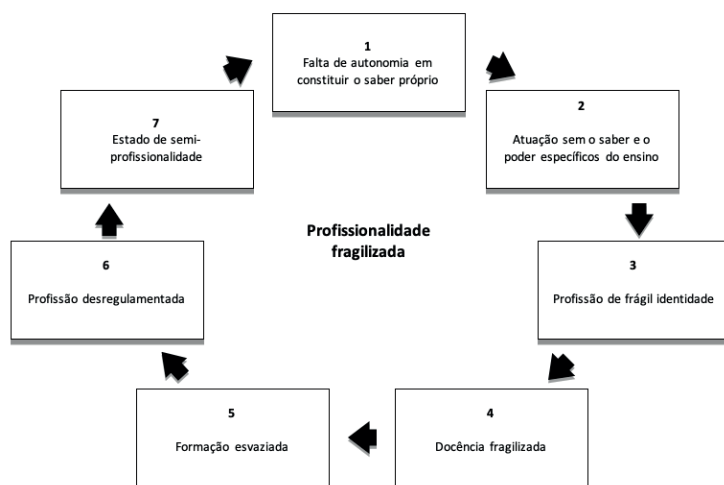 1
Falta de autonomia em
constituir o saber próprio
2
Atuação sem o saber e o
poder específicos do ensino
3
Profissão de frágil identidade
4
Docência fragilizada
5
Formação esvaziada
6
Profissão desregulamentada
7
Estado de semi-
profissionalidade
Profissionalidade
fragilizada